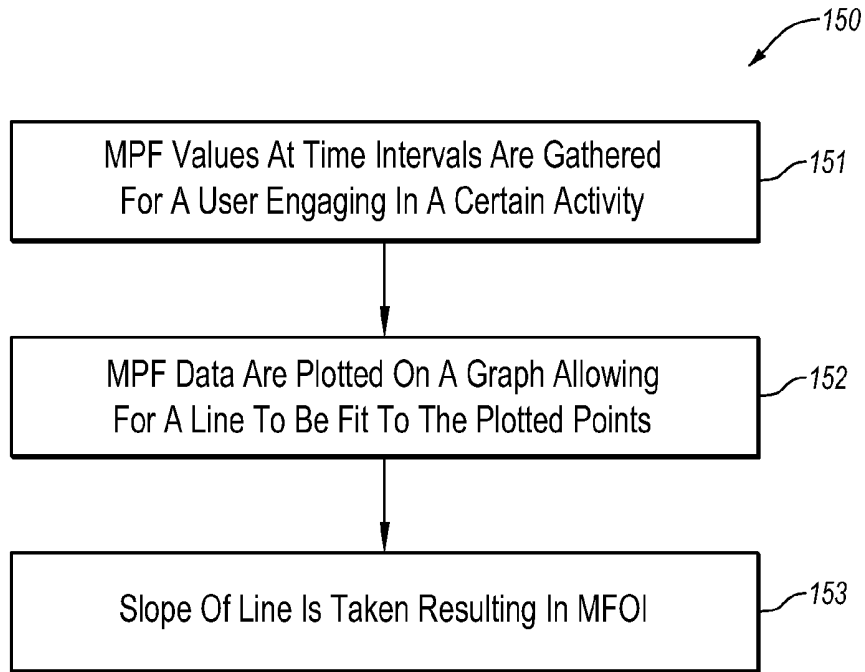 150
MPF Values At Time Intervals Are Gathered
For A User Engaging In A Certain Activity
151
MPF Data Are Plotted On A Graph Allowing
For A Line To Be Fit To The Plotted Points
152
Slope Of Line Is Taken Resulting In MFOI
153